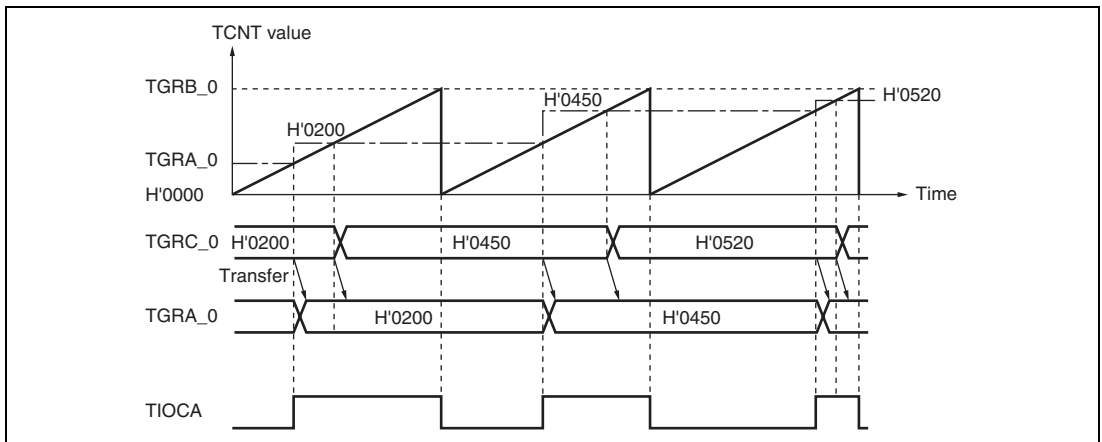 TCNT value
TGRB_0
H'0450
H'0520
H'0200
TGRA_0
H'0000
Time
TGRC_0 H'0200 H'0450 H'0520
Transfer
TGRA_0 H'0200 H'0450
TIOCA